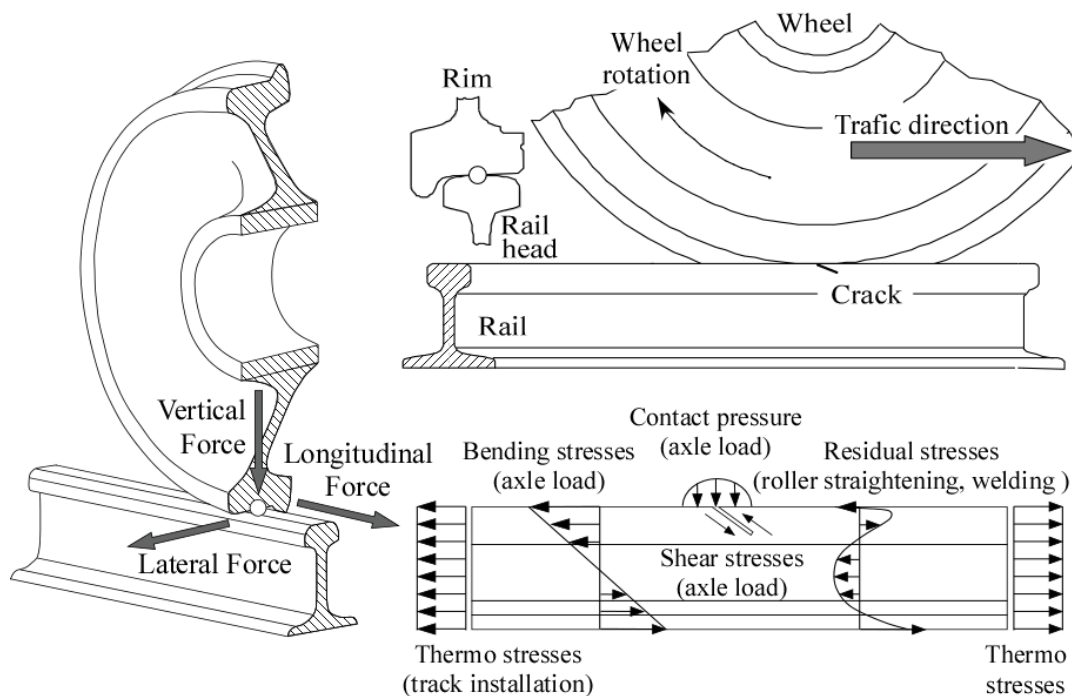 Wheel
Wheel
rotation
Rim
Trafic direction
Rail
head
Crack
Rail
Vertical
Force
Longitudinal
Force
Lateral Force
Contact pressure
(axle load)
Bending stresses
(axle load)
Residual stresses
(roller straightening, welding )
Shear stresses
(axle load)
Thermo stresses
(track installation)
Thermo
stresses